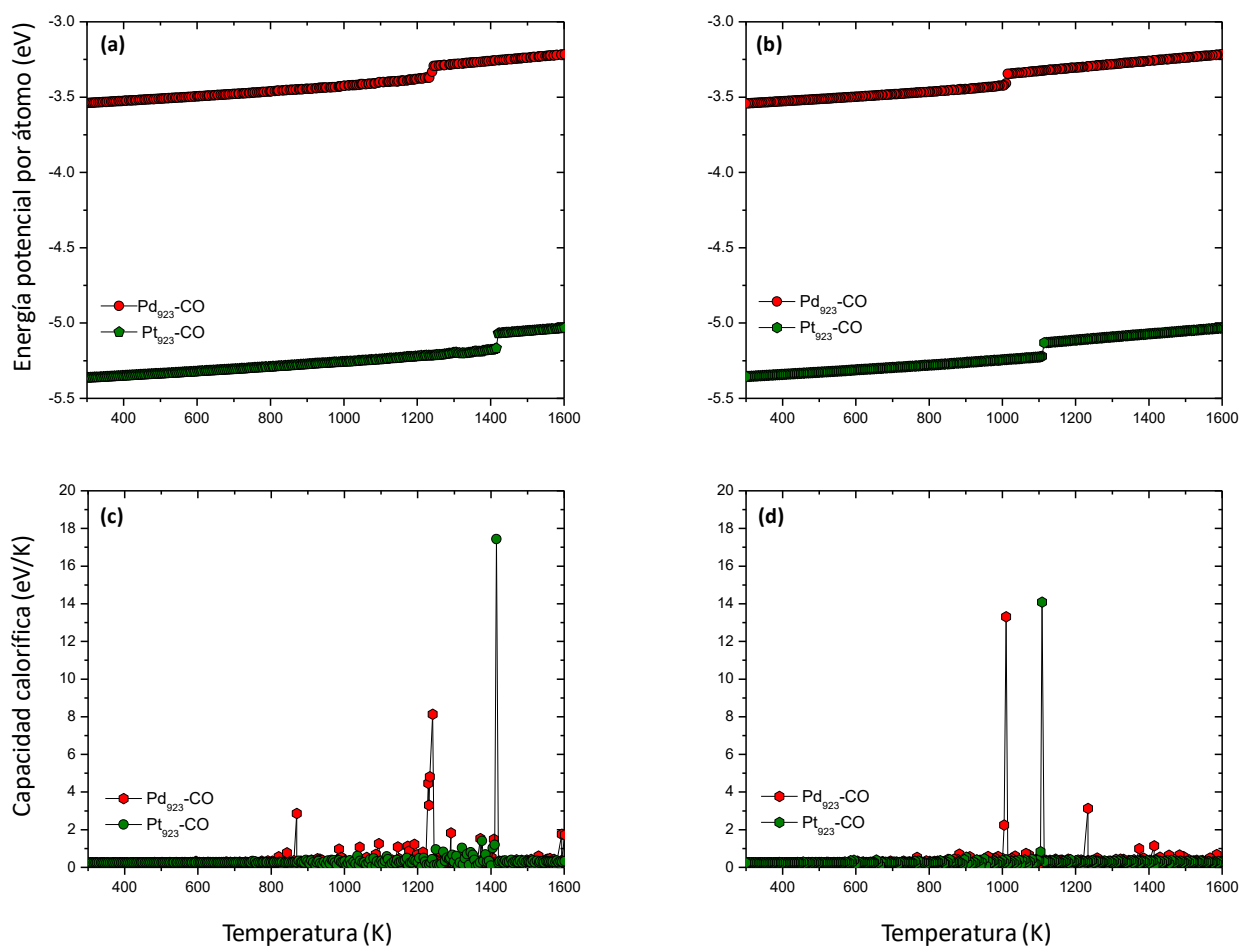 (a)
-3.0
-3.5
-4.0
-4.5
-5.0
-5.5
Energía potencial por átomo (eV)
Pd923-CO
Pt923-CO
400 600 800 1000 1200 1400 1600
(b)
-3.0
-3.5
-4.0
-4.5
-5.0
-5.5
Pd923-CO
Pt923-CO
400 600 800 1000 1200 1400 1600
(c)
20
18
16
14
12
10
8
6
4
2
0
Capacidad calorífica (eV/K)
Pd923-CO
Pt923-CO
400 600 800 1000 1200 1400 1600
Temperatura (K)
(d)
20
18
16
14
12
10
8
6
4
2
0
Pd923-CO
Pt923-CO
400 600 800 1000 1200 1400 1600
Temperatura (K)